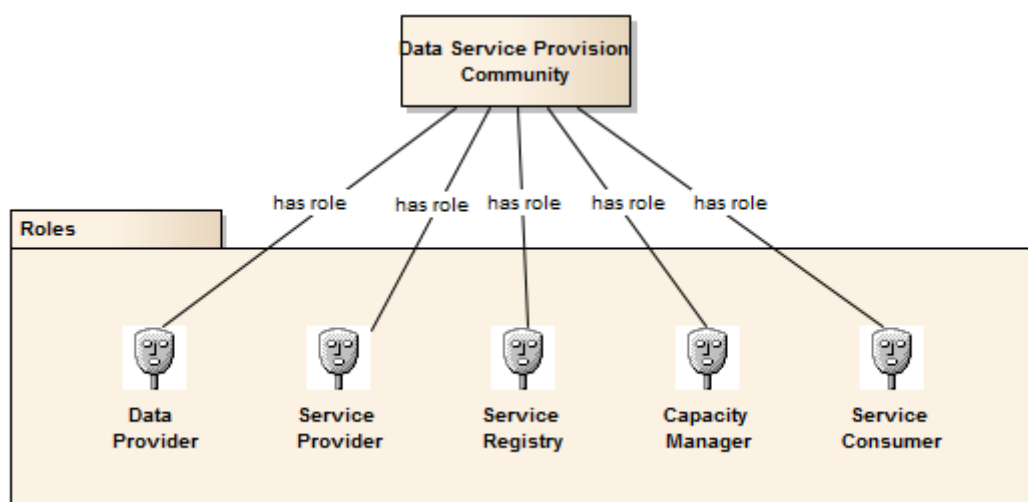 Data Service Provision
Community
has role
has role
has role
has role
has role
Roles
Data
Provider
Service
Provider
Service
Registry
Capacity
Manager
Service
Consumer